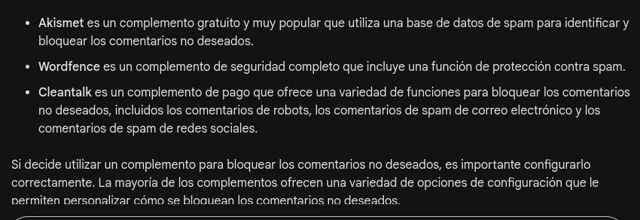 • Akismet es un complemento gratuito y muy popular que utiliza una base de datos de spam para identificar y
bloquear los comentarios no deseados.
• Wordfence es un complemento de seguridad completo que incluye una función de protección contra spam.
• Cleantalk es un complemento de pago que ofrece una variedad de funciones para bloquear los comentarios
no deseados, incluidos los comentarios de robots, los comentarios de spam de correo electrónico y los
comentarios de spam de redes sociales.
Si decide utilizar un complemento para bloquear los comentarios no deseados, es importante configurarlo
correctamente. La mayoría de los complementos ofrecen una variedad de opciones de configuración que le
permiten personalizar cómo se bloquean los comentarios no deseados.